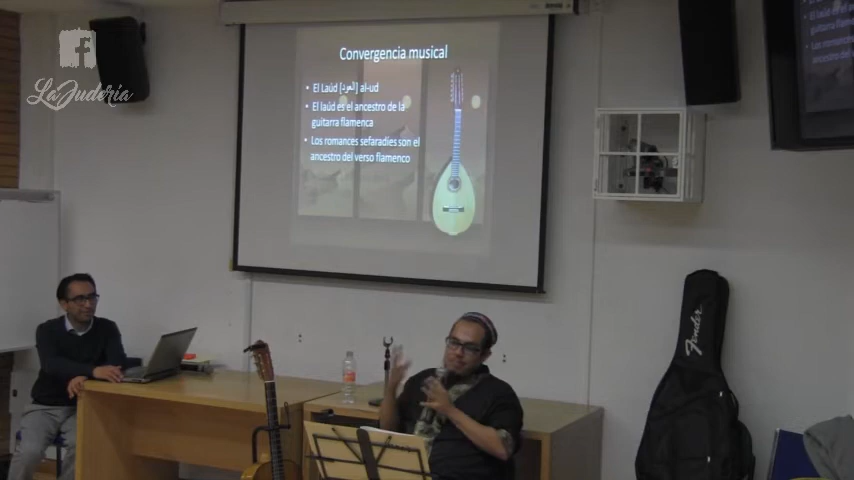 f
LaJuderia
Convergencia musical
• El Laúd [العود] al-ud
• El laúd es el ancestro de la
guitarra flamenca
• Los romances sefaradíes son el
ancestro del verso flamenco
Fender